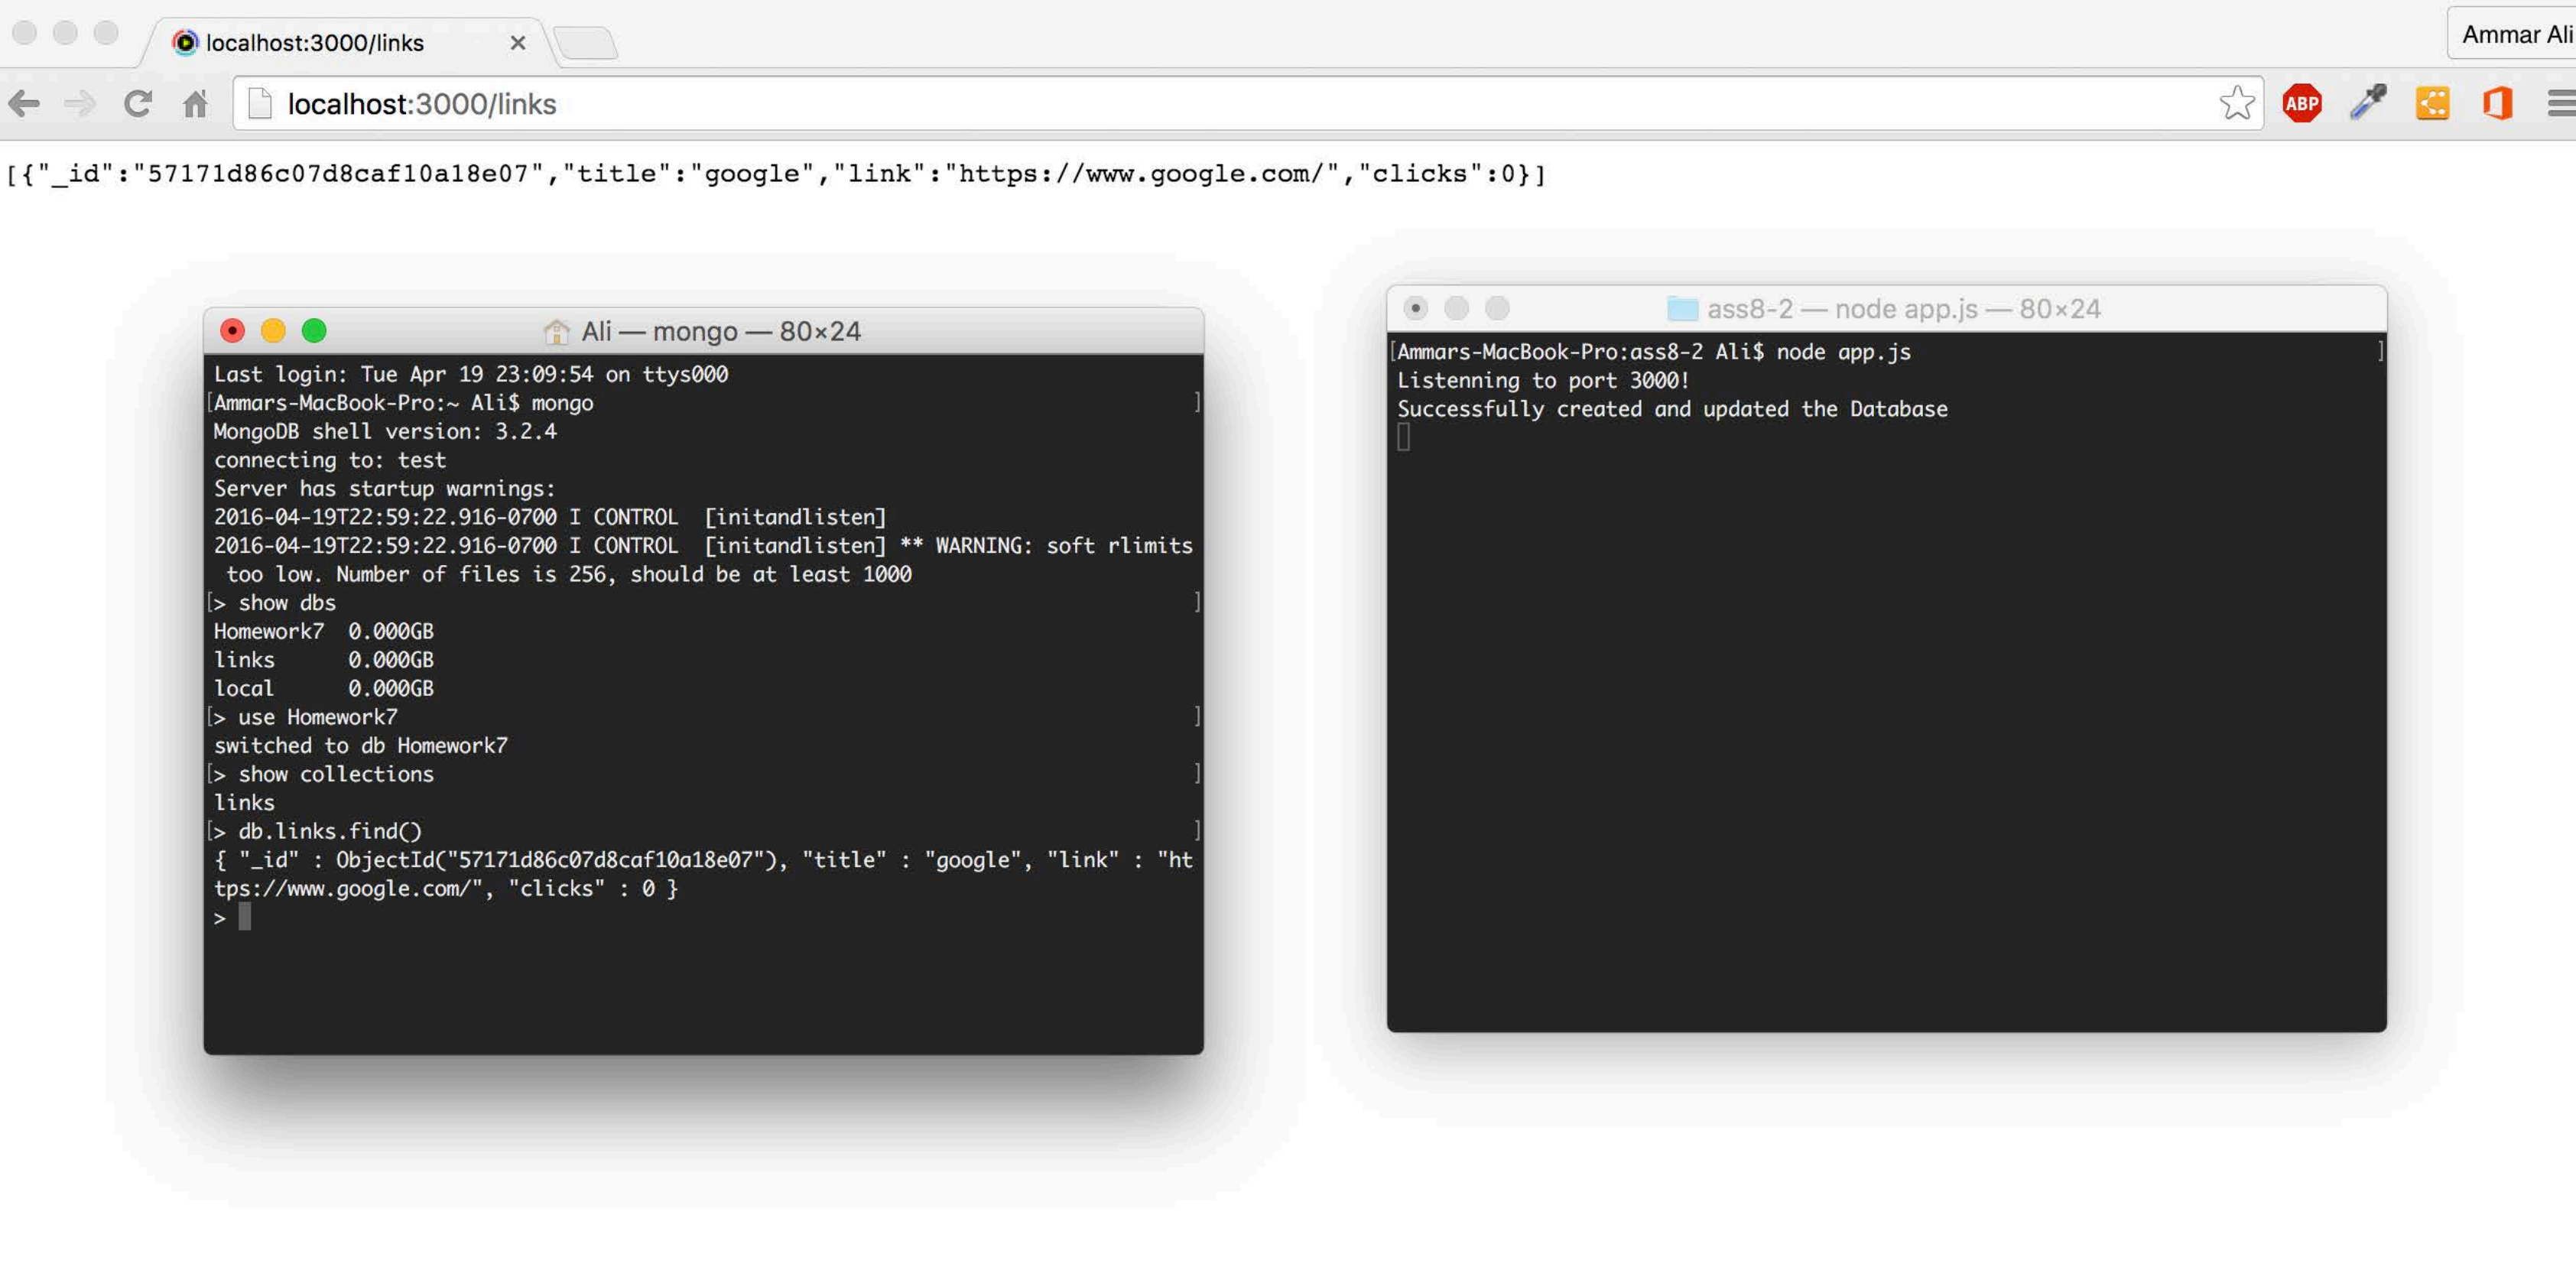 localhost:3000/links
Ammar Ali
localhost:3000/links
ABP
[{"_id":"57171d86c07d8caf10a18e07","title":"google","link":"https://www.google.com/","clicks":0}]
Ali — mongo — 80×24
Last login: Tue Apr 19 23:09:54 on ttys000
[Ammars-MacBook-Pro:~ Ali$ mongo ]
MongoDB shell version: 3.2.4
connecting to: test
Server has startup warnings:
2016-04-19T22:59:22.916-0700 I CONTROL  [initandlisten]
2016-04-19T22:59:22.916-0700 I CONTROL  [initandlisten] ** WARNING: soft rlimits
 too low. Number of files is 256, should be at least 1000
[> show dbs ]
Homework7  0.000GB
links      0.000GB
local      0.000GB
[> use Homework7 ]
switched to db Homework7
[> show collections ]
links
[> db.links.find() ]
{ "_id" : ObjectId("57171d86c07d8caf10a18e07"), "title" : "google", "link" : "ht
tps://www.google.com/", "clicks" : 0 }
>
ass8-2 — node app.js — 80×24
[Ammars-MacBook-Pro:ass8-2 Ali$ node app.js ]
Listenning to port 3000!
Successfully created and updated the Database